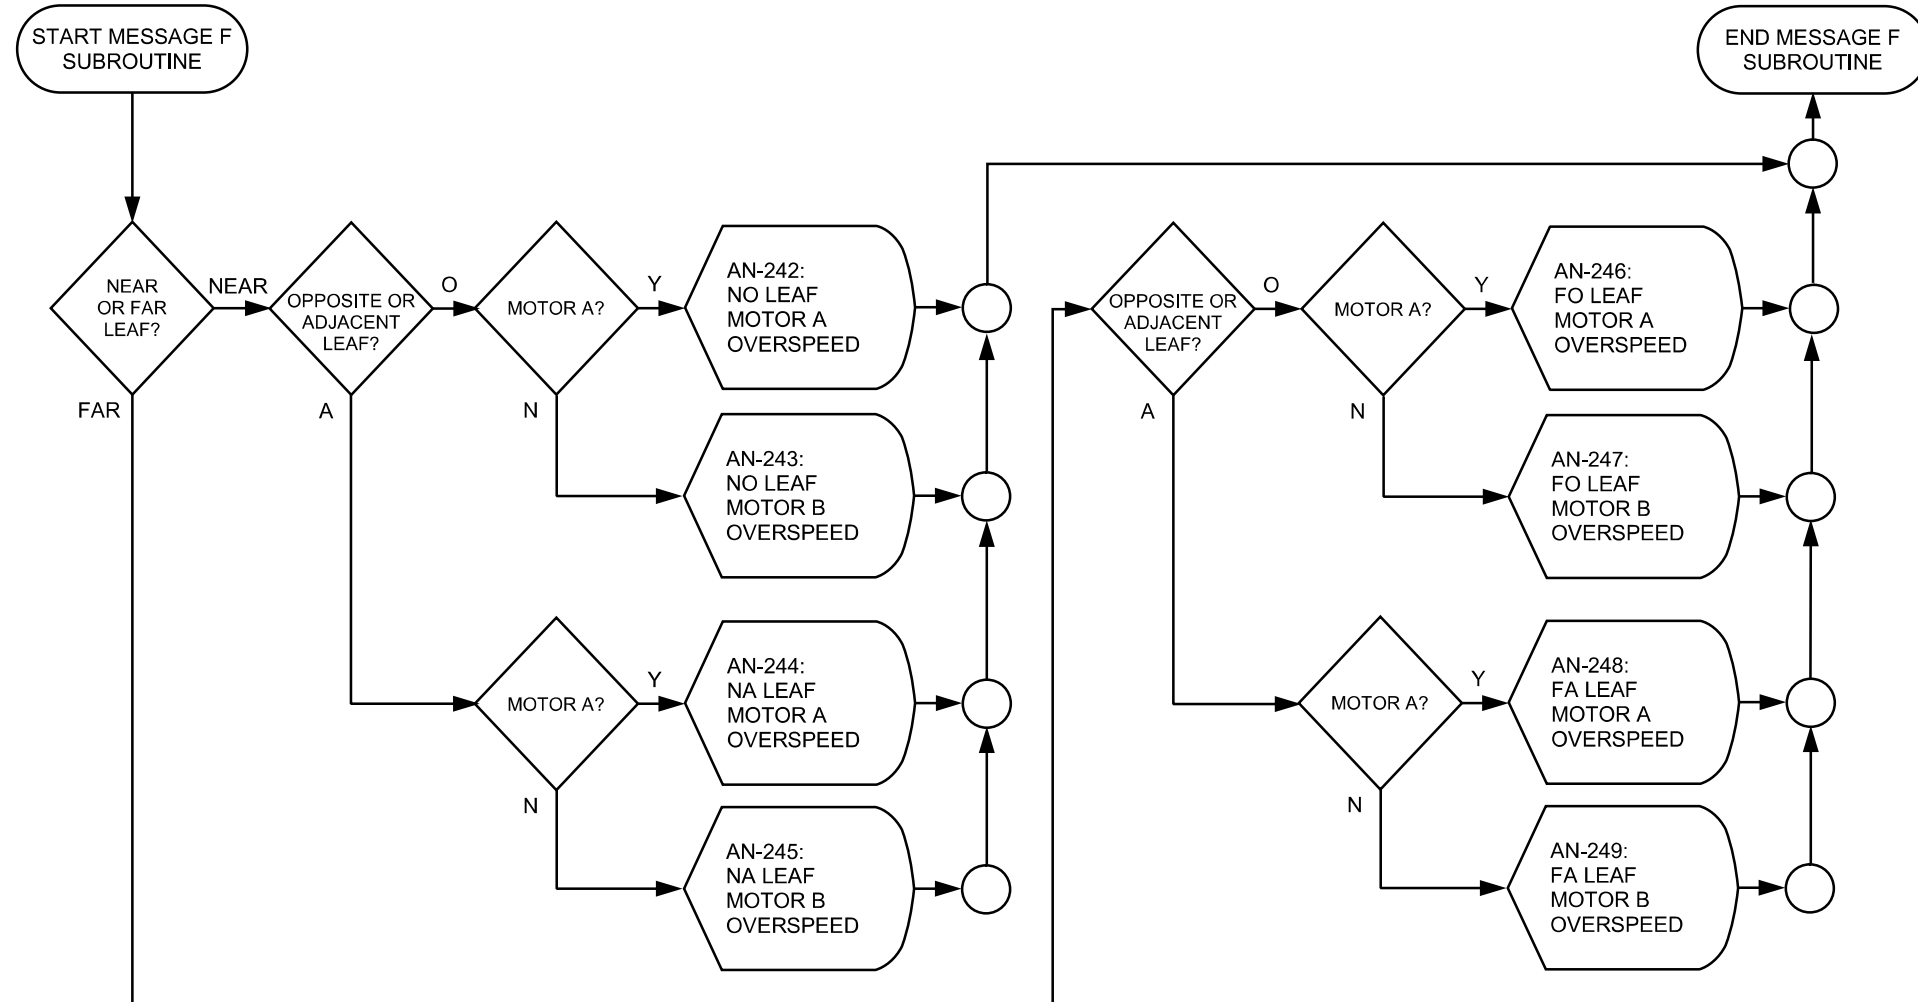 START MESSAGE F
SUBROUTINE
END MESSAGE F
SUBROUTINE
NEAR
OR FAR
LEAF?
NEAR
FAR
OPPOSITE OR
ADJACENT
LEAF?
O
A
MOTOR A?
Y
N
AN-242:
NO LEAF
MOTOR A
OVERSPEED
AN-243:
NO LEAF
MOTOR B
OVERSPEED
MOTOR A?
Y
N
AN-244:
NA LEAF
MOTOR A
OVERSPEED
AN-245:
NA LEAF
MOTOR B
OVERSPEED
OPPOSITE OR
ADJACENT
LEAF?
O
A
MOTOR A?
Y
N
AN-246:
FO LEAF
MOTOR A
OVERSPEED
AN-247:
FO LEAF
MOTOR B
OVERSPEED
MOTOR A?
Y
N
AN-248:
FA LEAF
MOTOR A
OVERSPEED
AN-249:
FA LEAF
MOTOR B
OVERSPEED